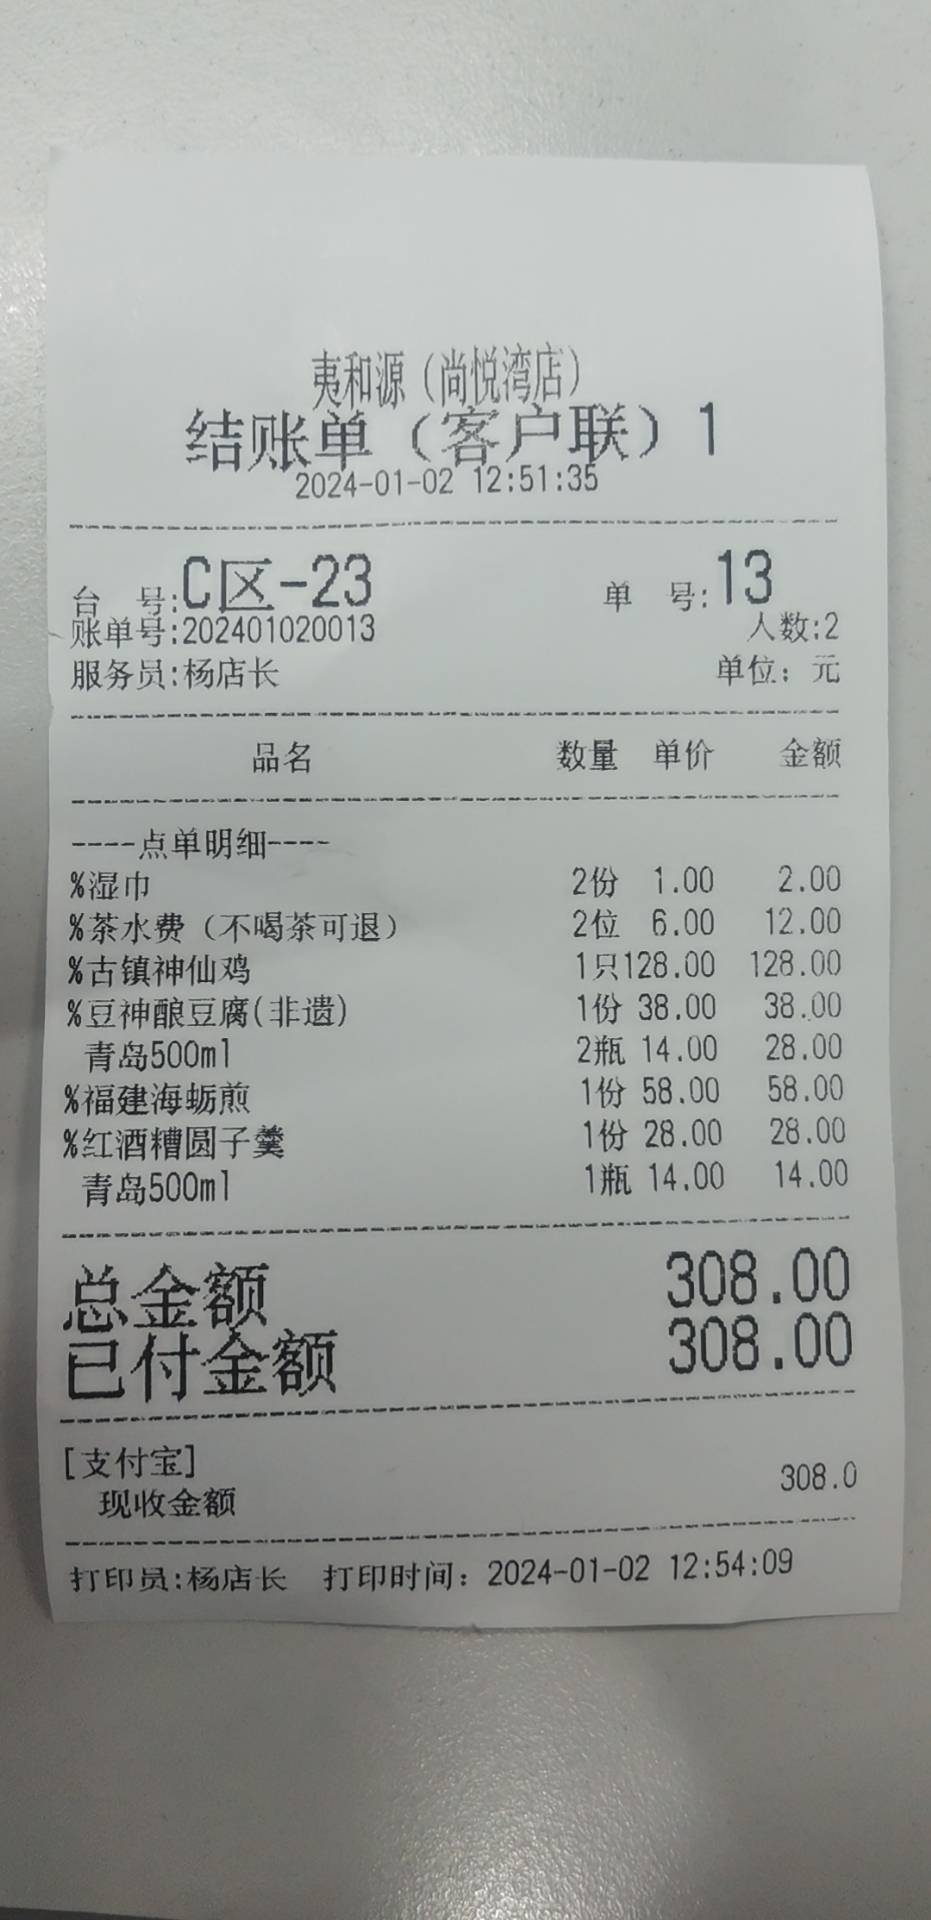 夷和源（尚悦湾店）
结账单（客户联）1
2024-01-02 12:51:35
台 号:C区-23 单 号:13
账单号:202401020013 人数:2
服务员:杨店长 单位：元
品名 数量 单价 金额
----点单明细----
%湿巾 2份 1.00 2.00
%茶水费（不喝茶可退） 2位 6.00 12.00
%古镇神仙鸡 1只128.00 128.00
%豆神酿豆腐(非遗) 1份 38.00 38.00
青岛500ml 2瓶 14.00 28.00
%福建海蛎煎 1份 58.00 58.00
%红酒糟圆子羹 1份 28.00 28.00
青岛500ml 1瓶 14.00 14.00
总金额 308.00
已付金额 308.00
[支付宝]
现收金额 308.0
打印员:杨店长 打印时间：2024-01-02 12:54:09